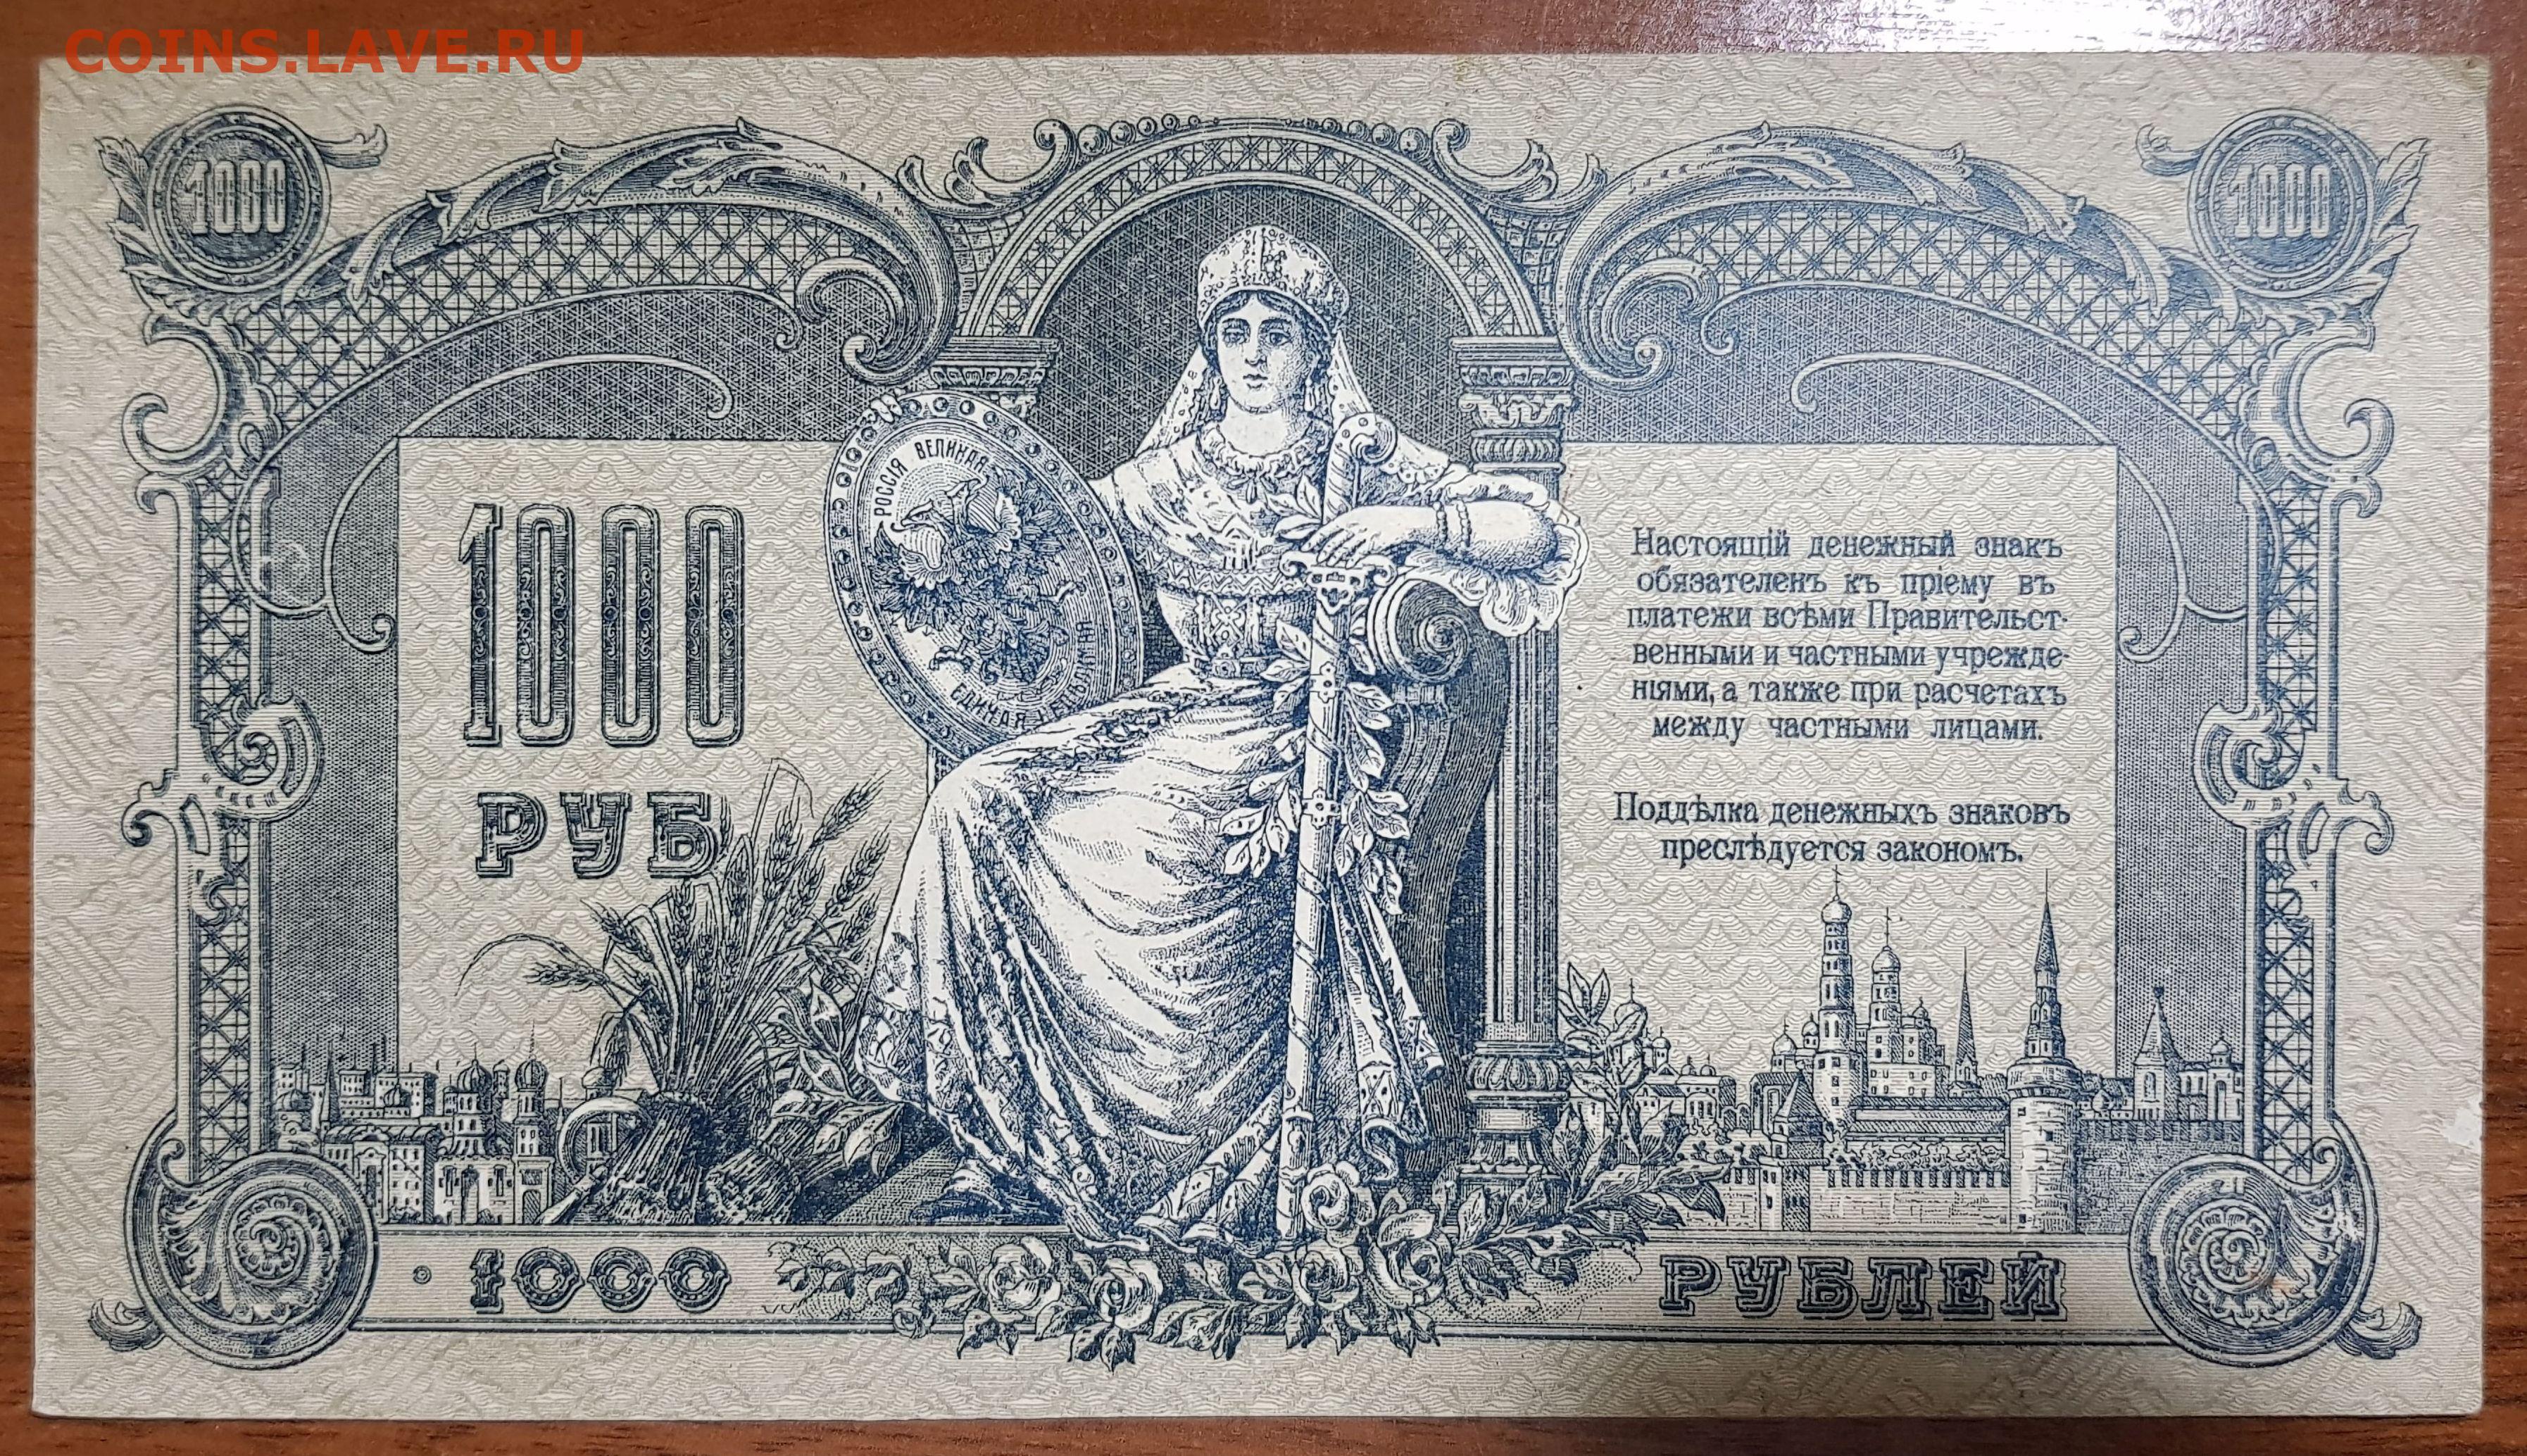 COINS.LAVE.RU
1000
1000
РОССІЯ ВЕЛИКАЯ
ЕДИНАЯ НЕДѢЛИМАЯ
1000
РУБ
Настоящій денежный знакъ
обязателенъ къ пріему въ
платежи всѣми Правительст-
венными и частными учрежде-
ніями, а также при расчетахъ
между частными лицами.
Поддѣлка денежныхъ знаковъ
преслѣдуется закономъ.
1000
РУБЛЕЙ